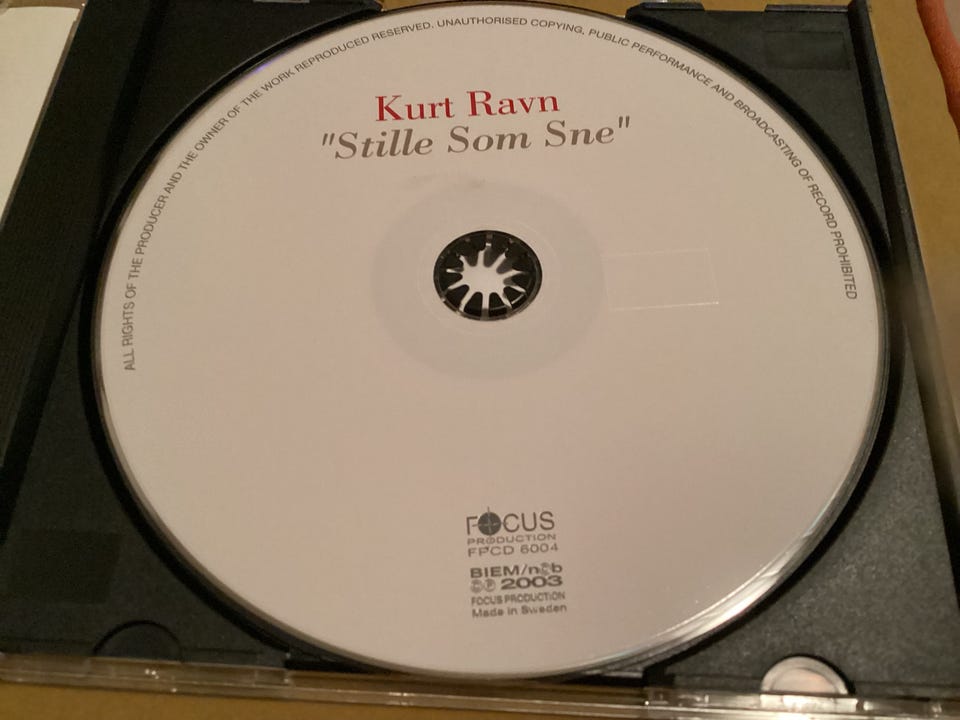 ALL RIGHTS OF THE PRODUCER AND THE OWNER OF THE WORK REPRODUCED RESERVED. UNAUTHORISED COPYING, PUBLIC PERFORMANCE AND BROADCASTING OF RECORD PROHIBITED
Kurt Ravn
"Stille Som Sne"
FOCUS
PRODUCTION
FPCD 6004
BIEM/ncb
©℗ 2003
FOCUS PRODUCTION
Made in Sweden